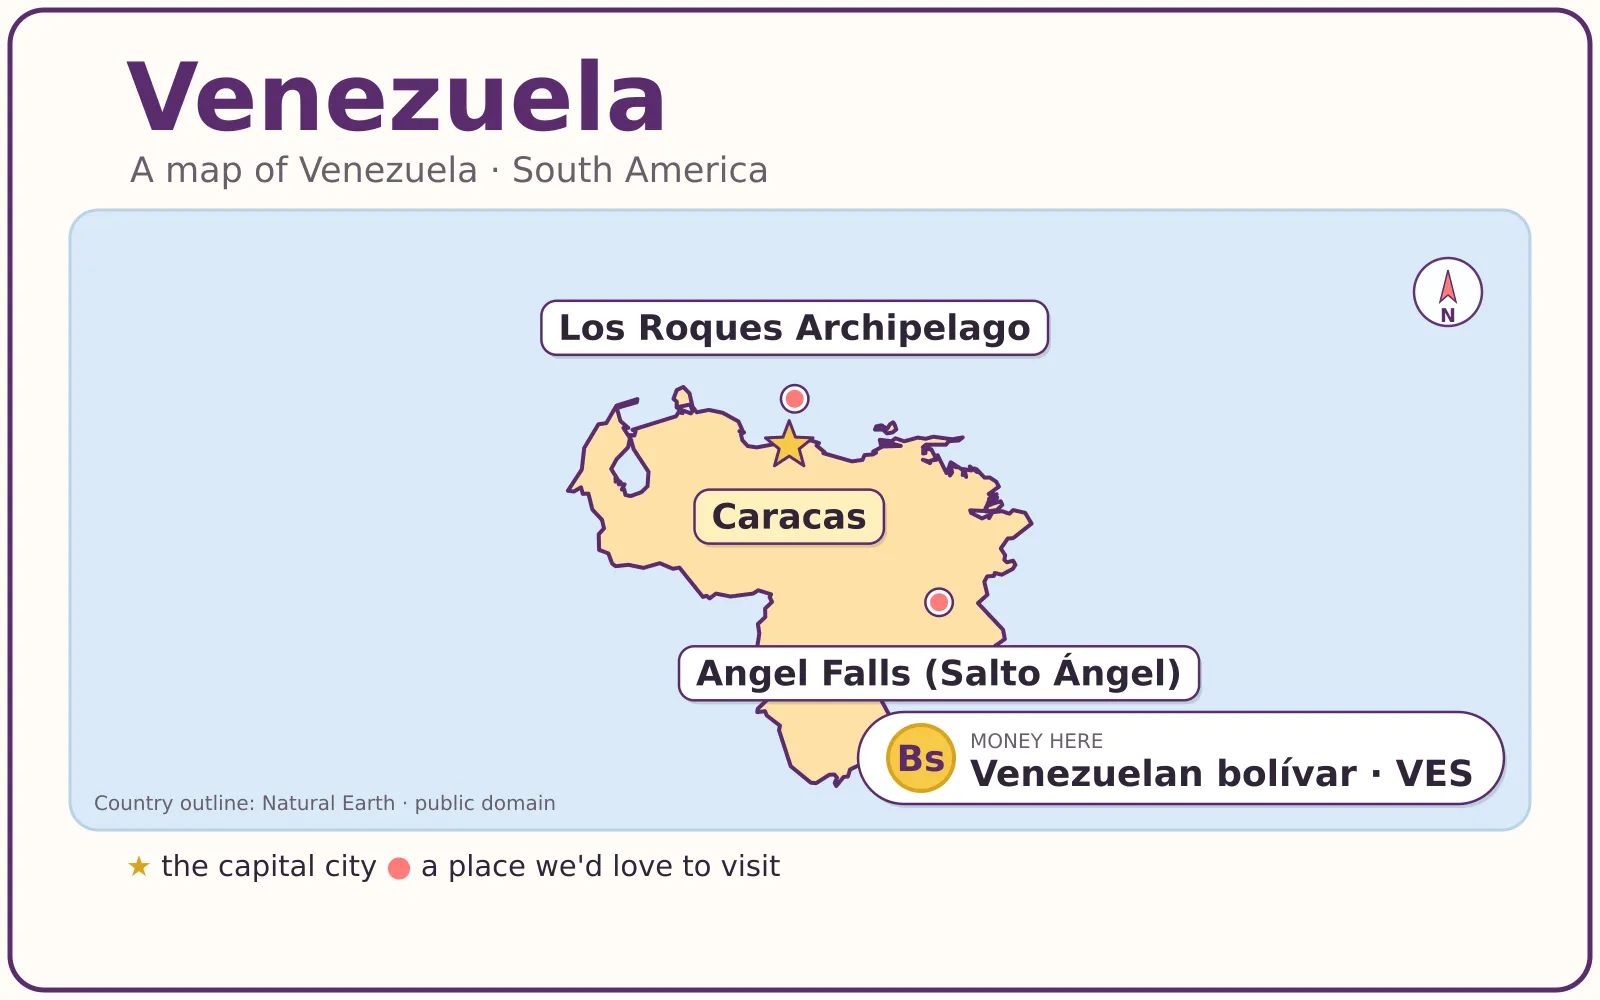 Venezuela
A map of Venezuela · South America
N
Los Roques Archipelago
Caracas
Angel Falls (Salto Ángel)
Bs
MONEY HERE
Venezuelan bolívar · VES
Country outline: Natural Earth · public domain
★ the capital city ● a place we'd love to visit